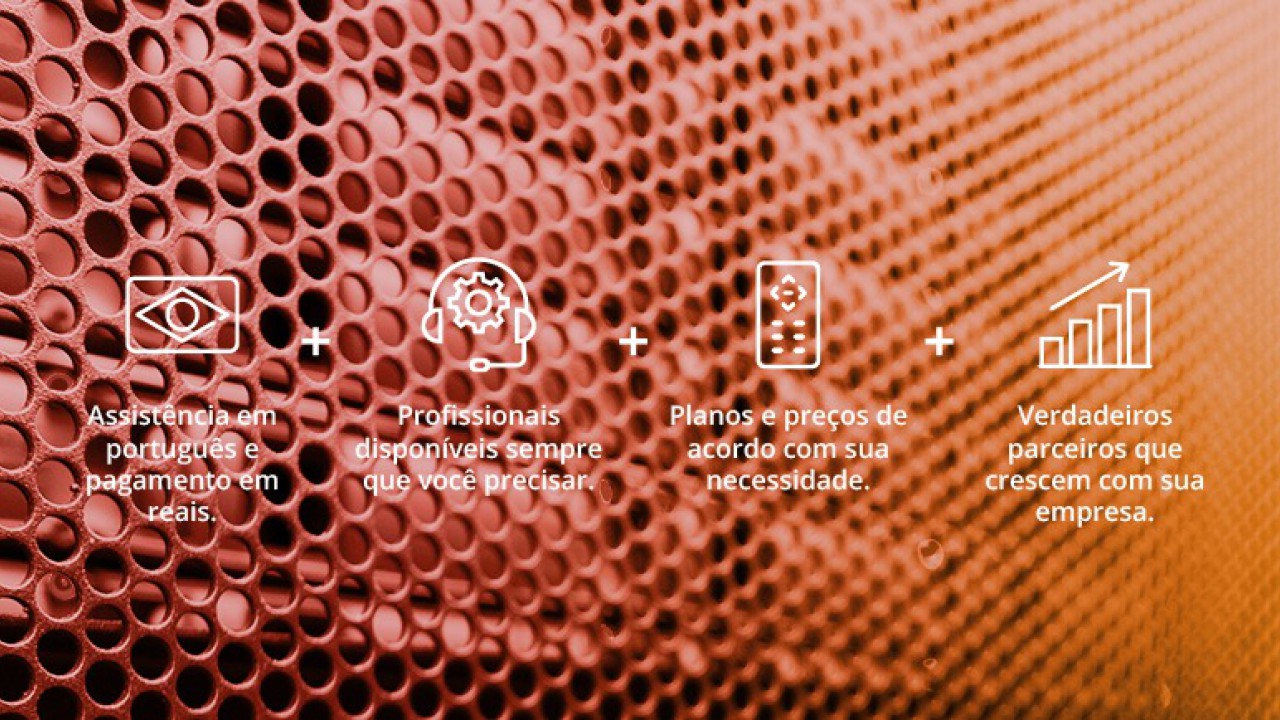 Assistência em
português e
pagamento em
reais.
+
Profissionais
disponíveis sempre
que você precisar.
+
Planos e preços de
acordo com sua
necessidade.
+
Verdadeiros
parceiros que
crescem com sua
empresa.